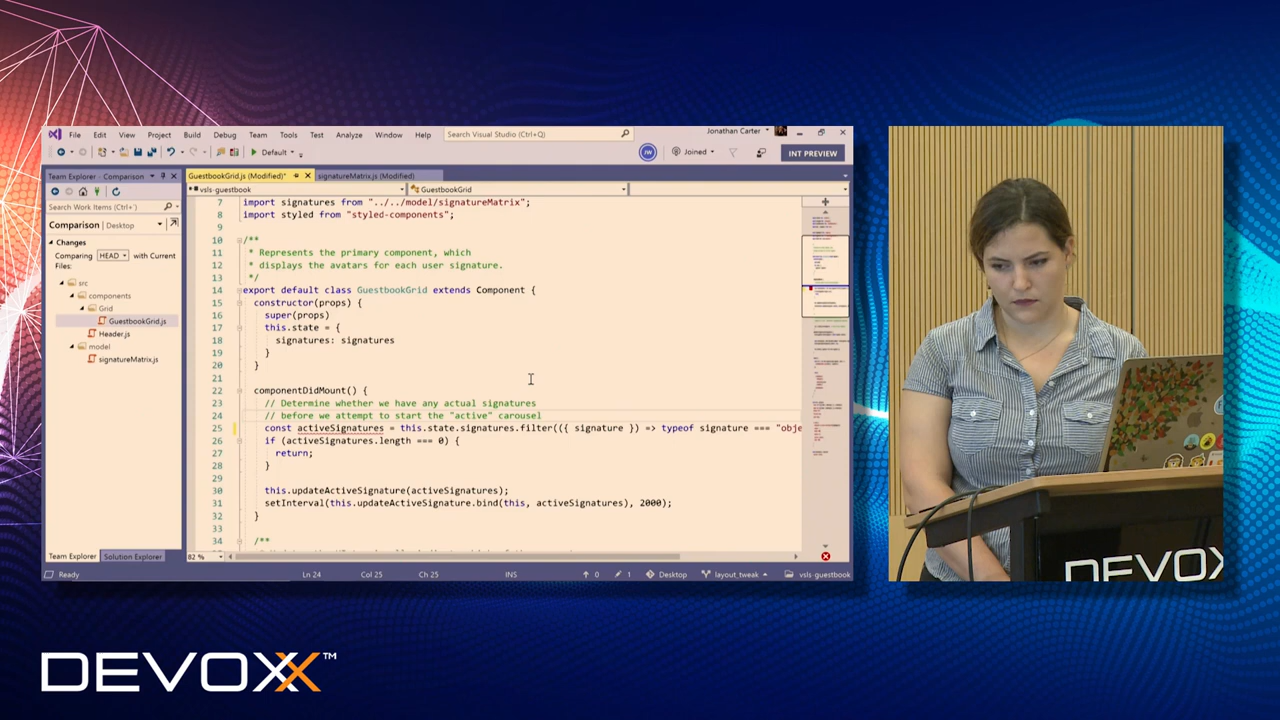 File Edit View Project Build Debug Team Tools Test Analyze Window Help Search Visual Studio (Ctrl+Q) Jonathan Carter
Default JW Joined INT PREVIEW
Team Explorer - Comparison
Search Work Items (Ctrl+')
Comparison | Desktop
Changes
Comparing HEAD with Current
Files:
src
components
Grid
GuestbookGrid.js
Header.js
model
signatureMatrix.js
Team Explorer Solution Explorer
GuestbookGrid.js (Modified)* signatureMatrix.js (Modified)
vsls-guestbook GuestbookGrid
7 import signatures from "../../model/signatureMatrix";
8 import styled from "styled-components";
9
10 /**
11 * Represents the primary component, which
12 * displays the avatars for each user signature.
13 */
14 export default class GuestbookGrid extends Component {
15 constructor(props) {
16 super(props)
17 this.state = {
18 signatures: signatures
19 }
20 }
21
22 componentDidMount() {
23 // Determine whether we have any actual signatures
24 // before we attempt to start the "active" carousel
25 const activeSignatures = this.state.signatures.filter(({ signature }) => typeof signature === "obje
26 if (activeSignatures.length === 0) {
27 return;
28 }
29
30 this.updateActiveSignature(activeSignatures);
31 setInterval(this.updateActiveSignature.bind(this, activeSignatures), 2000);
32 }
33
34 /**
82 %
Ready Ln 24 Col 25 Ch 25 INS 0 1 Desktop layout_tweak vsls-guestbook
DEVOXX
DEVOXX™